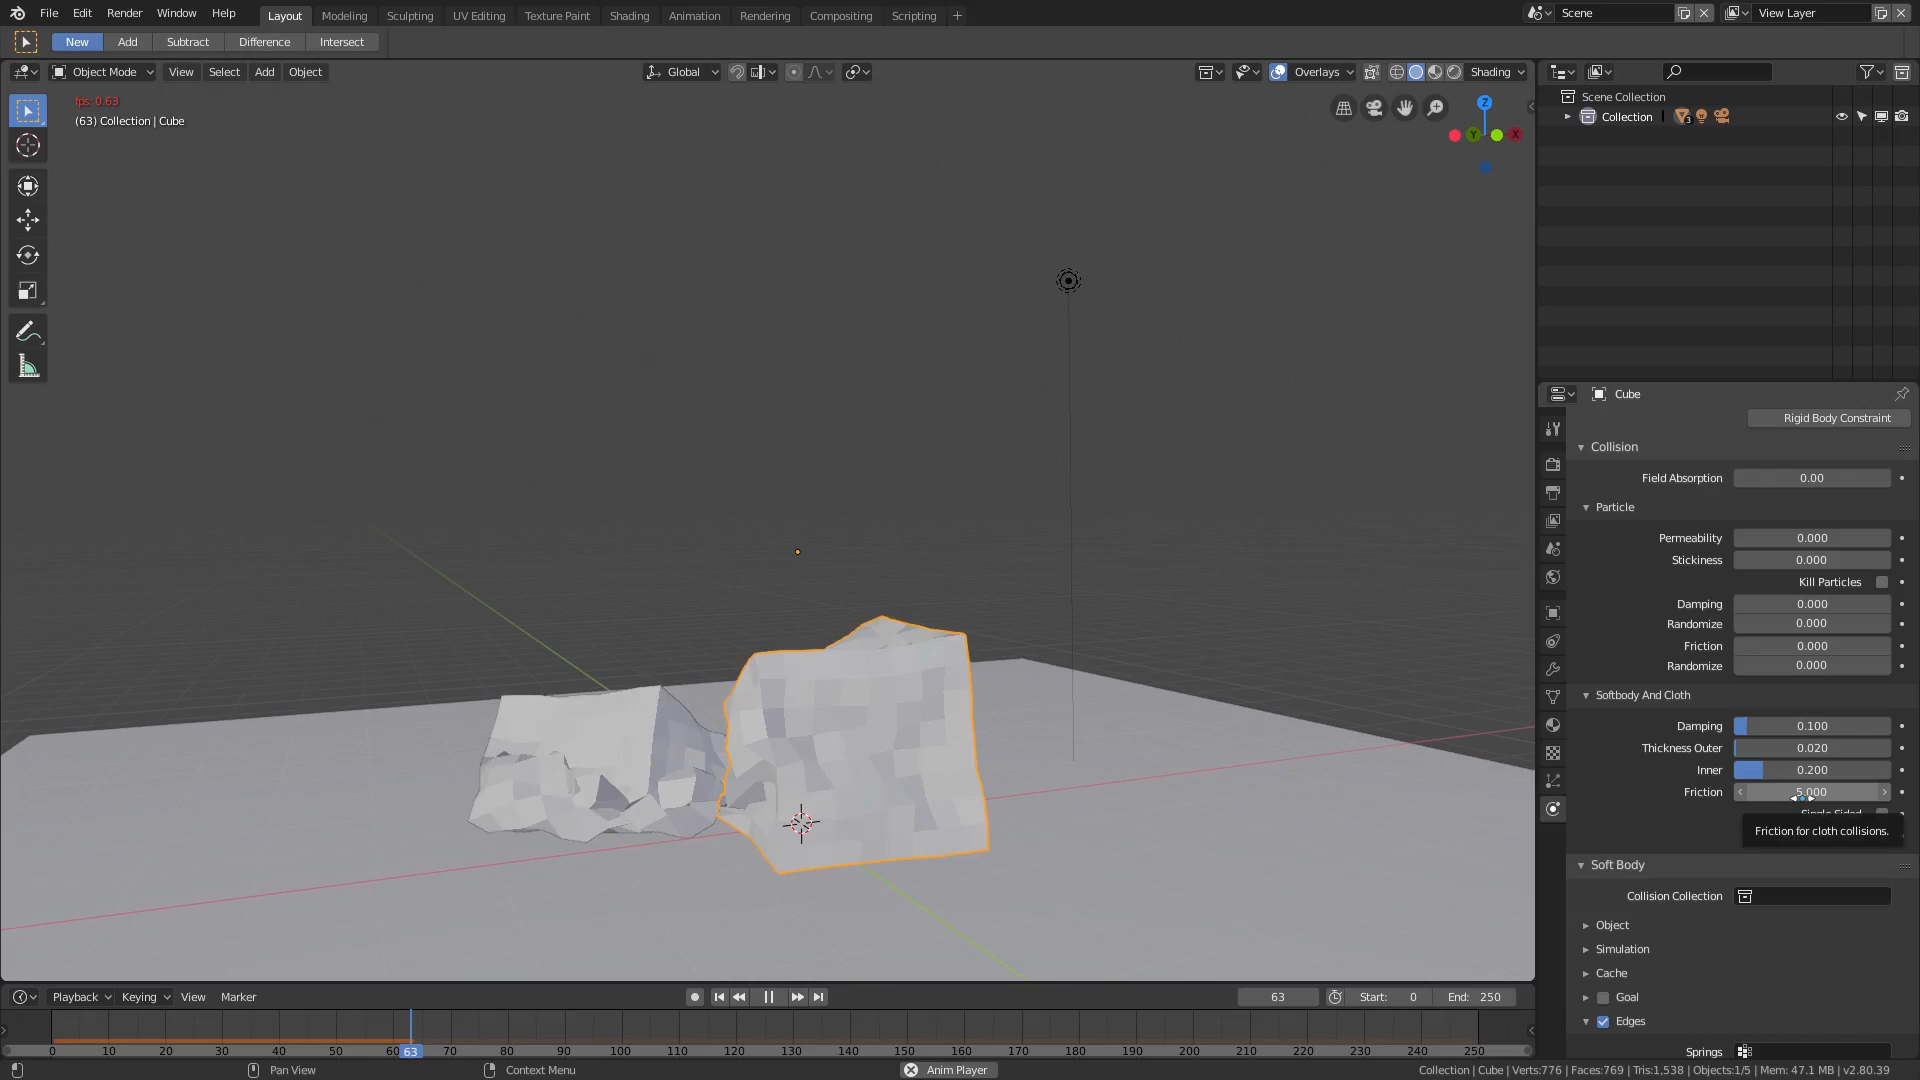 File Edit Render Window Help Layout Modeling Sculpting UV Editing Texture Paint Shading Animation Rendering Compositing Scripting + Scene View Layer
New Add Subtract Difference Intersect
Object Mode View Select Add Object Global Overlays Shading
fps: 0.63
(63) Collection | Cube
Z
Y X
Scene Collection
Collection 3
Cube
Rigid Body Constraint
Collision
Field Absorption 0.00
Particle
Permeability 0.000
Stickiness 0.000
Kill Particles
Damping 0.000
Randomize 0.000
Friction 0.000
Randomize 0.000
Softbody And Cloth
Damping 0.100
Thickness Outer 0.020
Inner 0.200
Friction 5.000
Friction for cloth collisions.
Soft Body
Collision Collection
Object
Simulation
Cache
Goal
Edges
Springs
Playback Keying View Marker 63 Start: 0 End: 250
0 10 20 30 40 50 60 63 70 80 90 100 110 120 130 140 150 160 170 180 190 200 210 220 230 240 250
Pan View Context Menu Anim Player Collection | Cube | Verts:776 | Faces:769 | Tris:1,538 | Objects:1/5 | Mem: 47.1 MB | v2.80.39